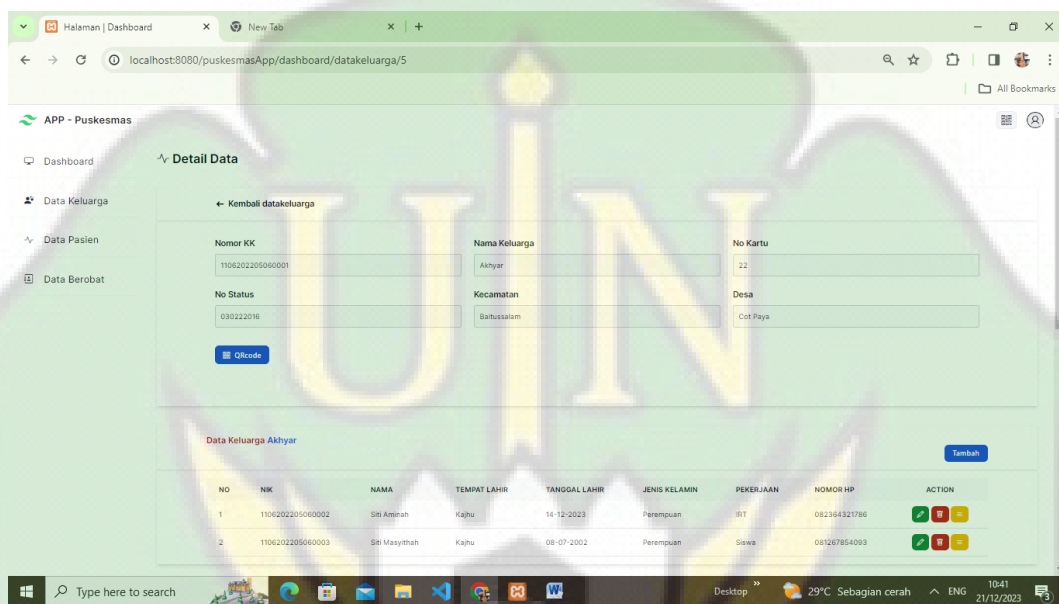 Halaman | Dashboard
New Tab
localhost:8080/puskesmasApp/dashboard/datakeluarga/5
All Bookmarks
APP - Puskesmas
Dashboard
Detail Data
Data Keluarga
Kembali datakeluarga
Data Pasien
Data Berobat
Nomor KK Nama Keluarga No Kartu
1106202205060001 Akhyar 22
No Status Kecamatan Desa
030222016 Baitussalam Cot Paya
QRcode
Data Keluarga Akhyar
Tambah
NO NIK NAMA TEMPAT LAHIR TANGGAL LAHIR JENIS KELAMIN PEKERJAAN NOMOR HP ACTION
1 1106202205060002 Siti Aminah Kajhu 14-12-2023 Perempuan IRT 082364321786
2 1106202205060003 Siti Masyithah Kajhu 08-07-2002 Perempuan Siswa 081267854093
UIN
Type here to search
Desktop
29°C Sebagian cerah
ENG
10:41
21/12/2023
3